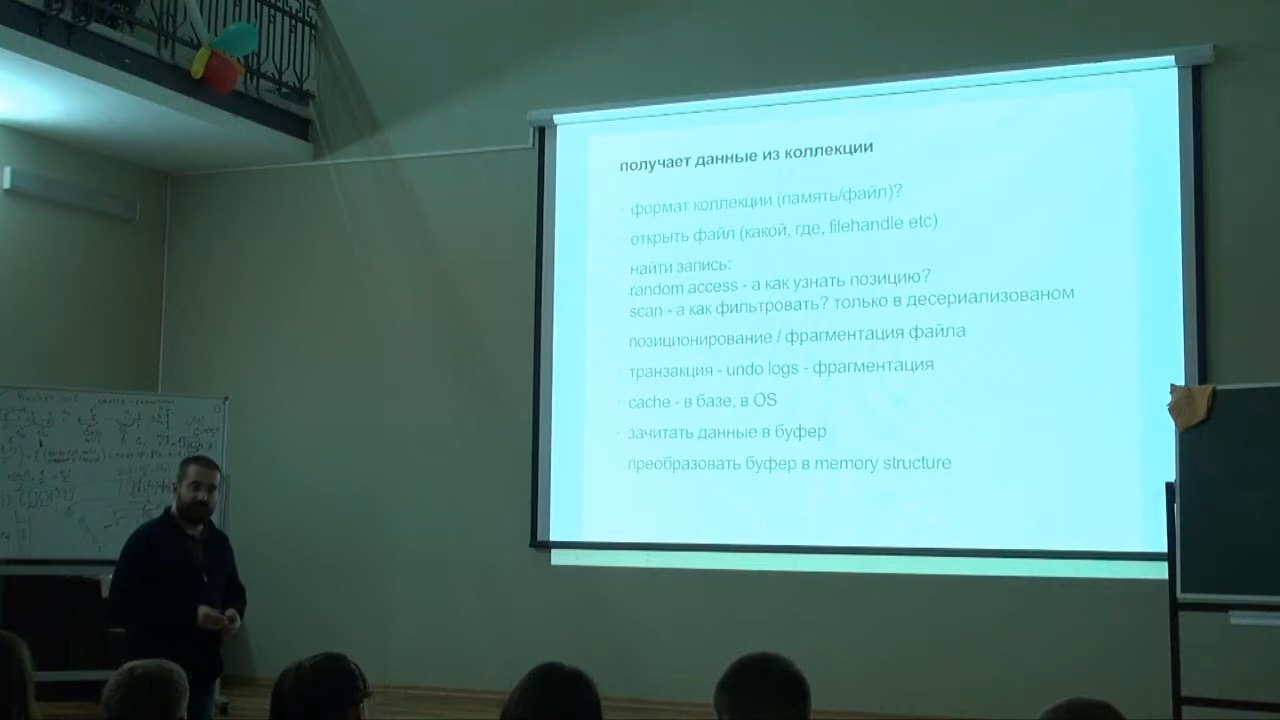 получает данные из коллекции
формат коллекции (память/файл)?
открыть файл (какой, где, filehandle etc)
найти запись:
random access - а как узнать позицию?
scan - а как фильтровать? только в десериализованом
позиционирование / фрагментация файла
транзакция - undo logs - фрагментация
cache - в базе, в OS
зачитать данные в буфер
преобразовать буфер в memory structure